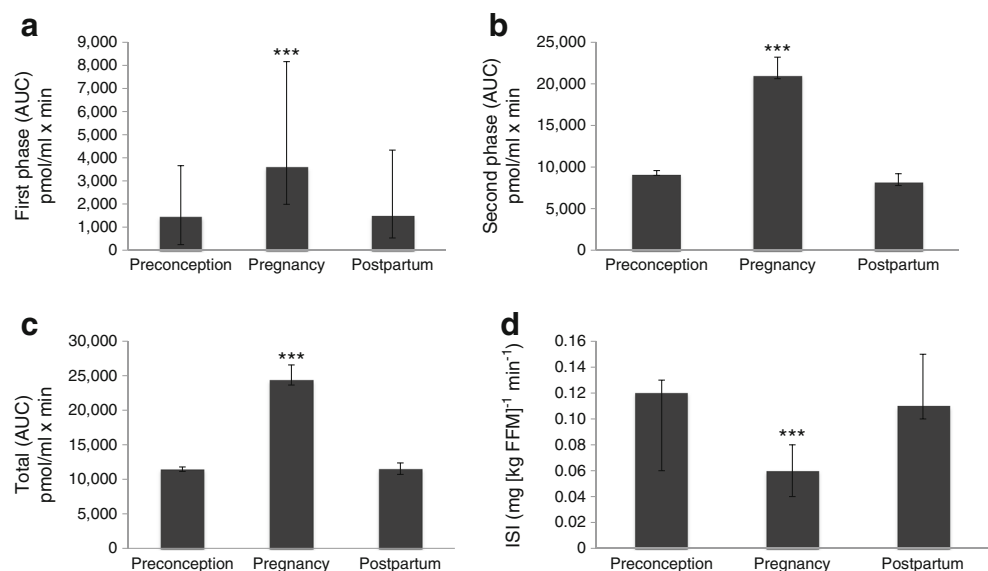 a
First phase (AUC)
pmol/ml x min
9,000
8,000
7,000
6,000
5,000
4,000
3,000
2,000
1,000
0
***
Preconception Pregnancy Postpartum
b
Second phase (AUC)
pmol/ml x min
25,000
20,000
15,000
10,000
5,000
0
***
Preconception Pregnancy Postpartum
c
Total (AUC)
pmol/ml x min
30,000
25,000
20,000
15,000
10,000
5,000
0
***
Preconception Pregnancy Postpartum
d
ISI (mg [kg FFM]⁻¹ min⁻¹)
0.16
0.14
0.12
0.10
0.08
0.06
0.04
0.02
0
***
Preconception Pregnancy Postpartum